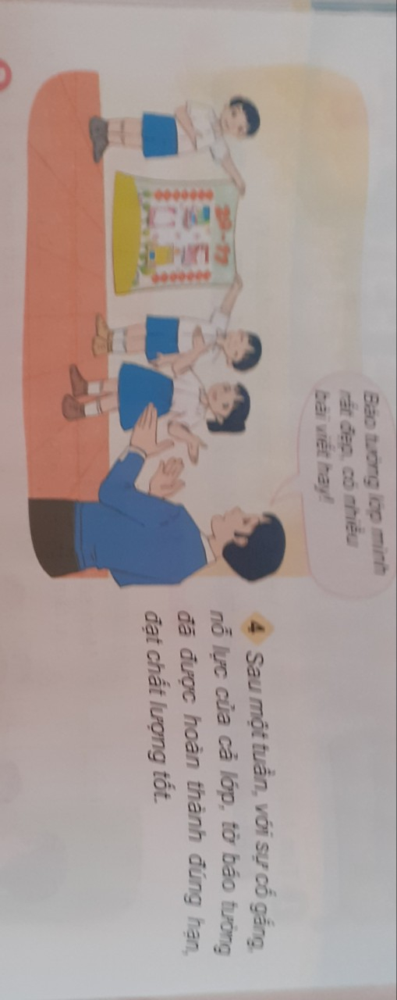 Báo tường lớp mình
rất đẹp, có nhiều
bài viết hay!
20 - 11
4 Sau một tuần, với sự cố gắng,
nỗ lực của cả lớp, tờ báo tường
đã được hoàn thành đúng hạn,
đạt chất lượng tốt.